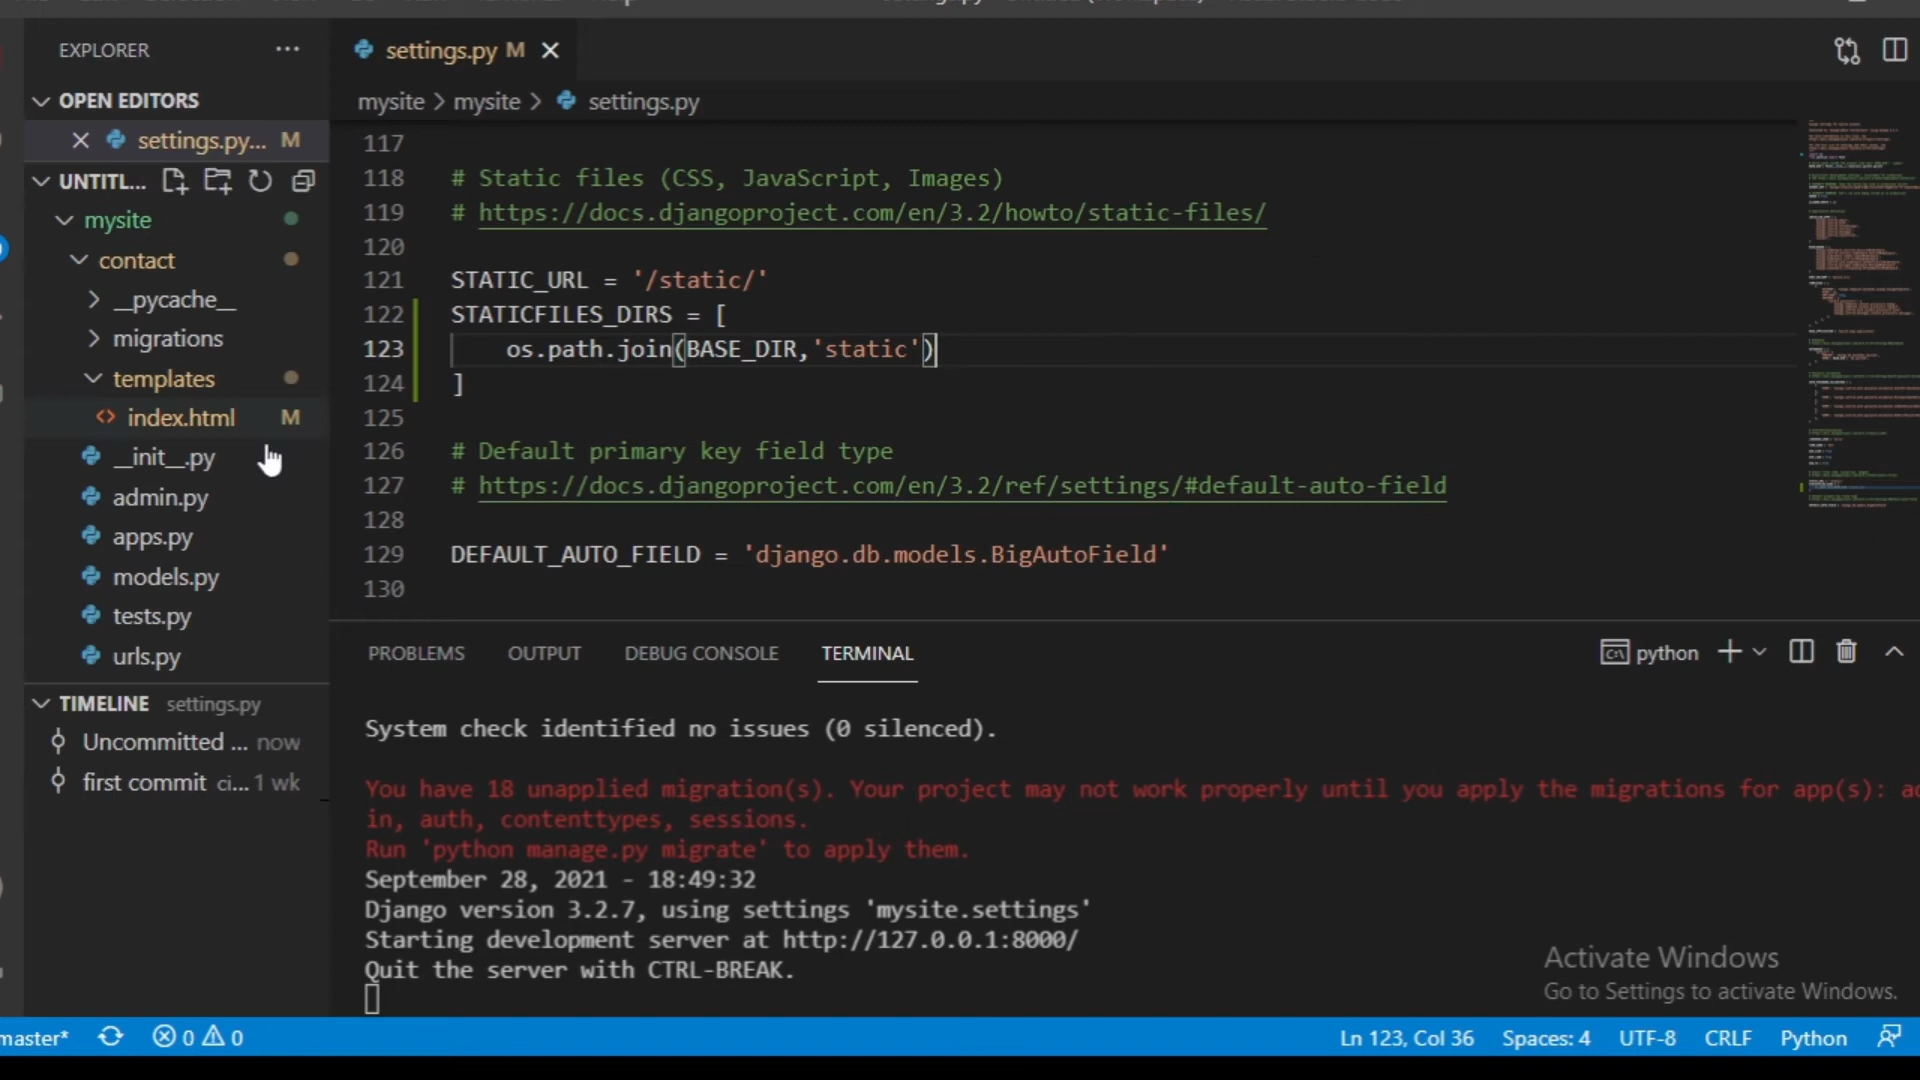 EXPLORER
settings.py M
OPEN EDITORS
mysite > mysite > settings.py
settings.py... M
UNTITL...
mysite
contact
__pycache__
migrations
templates
index.html M
__init__.py
admin.py
apps.py
models.py
tests.py
urls.py
TIMELINE settings.py
Uncommitted ... now
first commit ci... 1 wk
117
118 # Static files (CSS, JavaScript, Images)
119 # https://docs.djangoproject.com/en/3.2/howto/static-files/
120
121 STATIC_URL = '/static/'
122 STATICFILES_DIRS = [
123 os.path.join(BASE_DIR,'static')
124 ]
125
126 # Default primary key field type
127 # https://docs.djangoproject.com/en/3.2/ref/settings/#default-auto-field
128
129 DEFAULT_AUTO_FIELD = 'django.db.models.BigAutoField'
130
PROBLEMS OUTPUT DEBUG CONSOLE TERMINAL
python
System check identified no issues (0 silenced).
You have 18 unapplied migration(s). Your project may not work properly until you apply the migrations for app(s): ad
in, auth, contenttypes, sessions.
Run 'python manage.py migrate' to apply them.
September 28, 2021 - 18:49:32
Django version 3.2.7, using settings 'mysite.settings'
Starting development server at http://127.0.0.1:8000/
Quit the server with CTRL-BREAK.
Activate Windows
Go to Settings to activate Windows.
master* 0 0 Ln 123, Col 36 Spaces: 4 UTF-8 CRLF Python